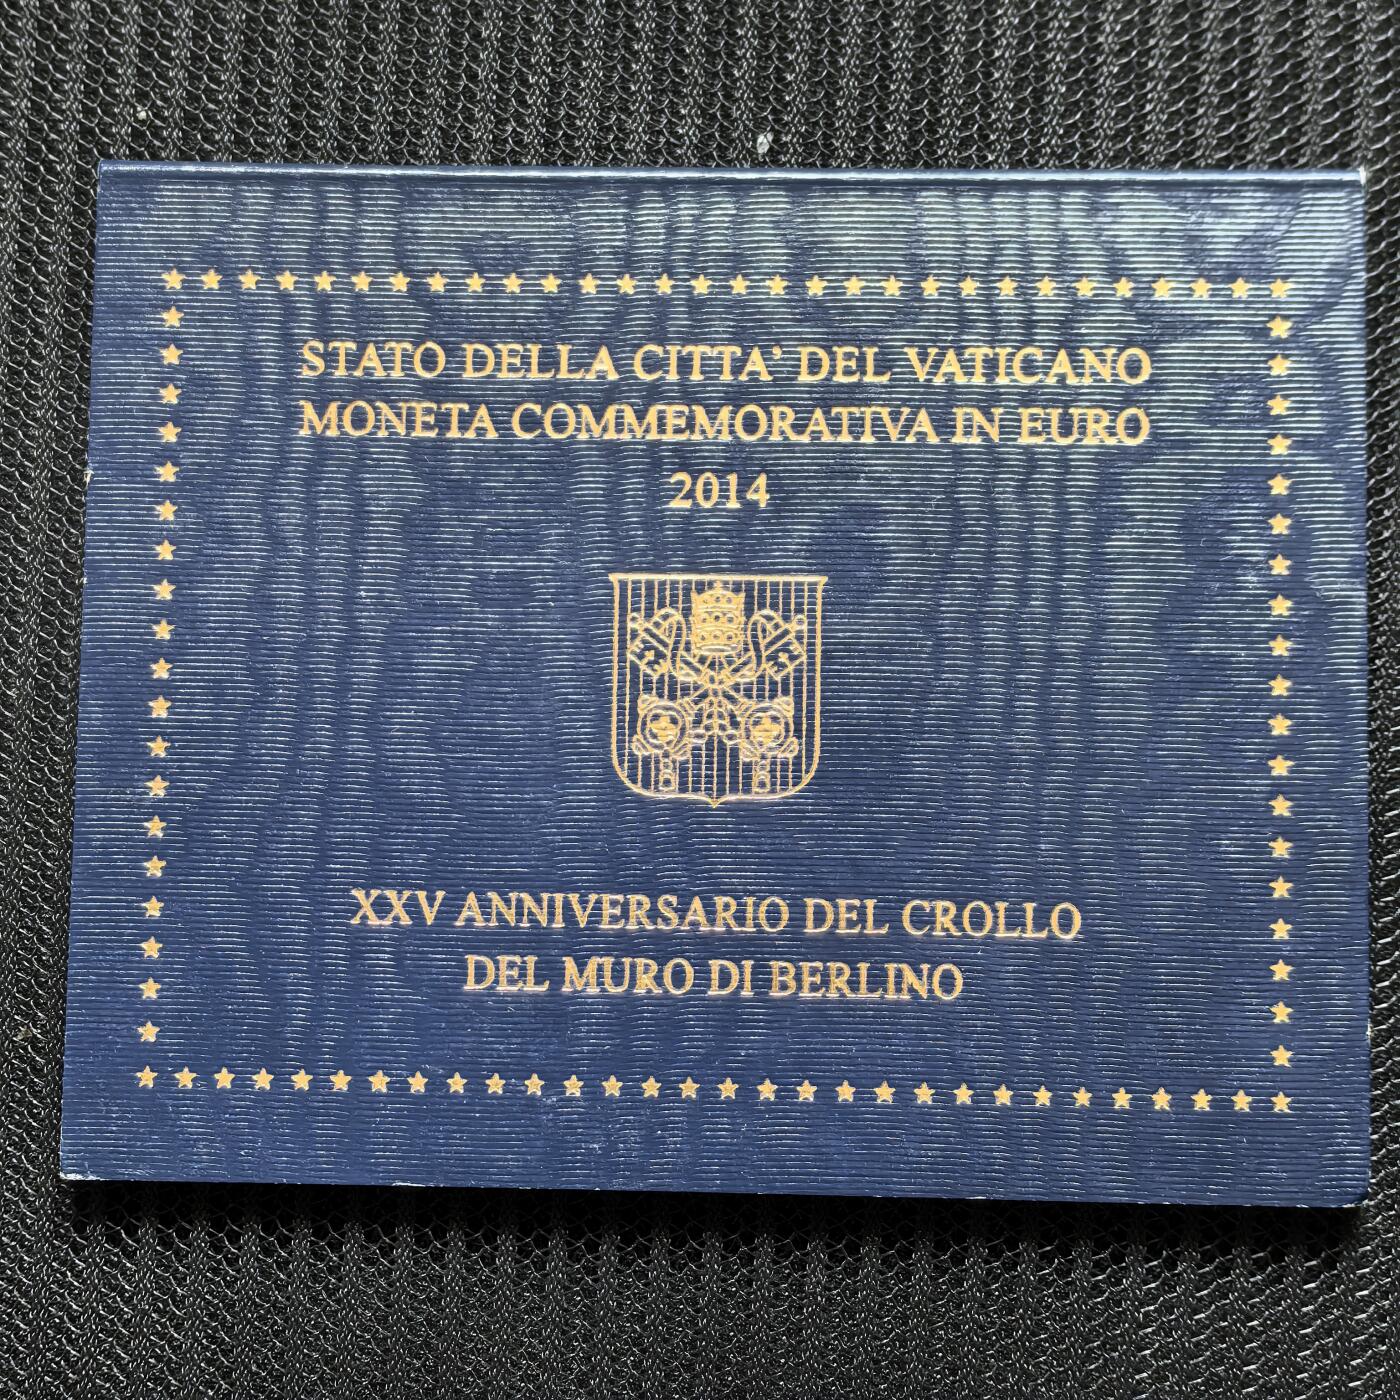 STATO DELLA CITTA' DEL VATICANO
MONETA COMMEMORATIVA IN EURO
2014
XXV ANNIVERSARIO DEL CROLLO
DEL MURO DI BERLINO